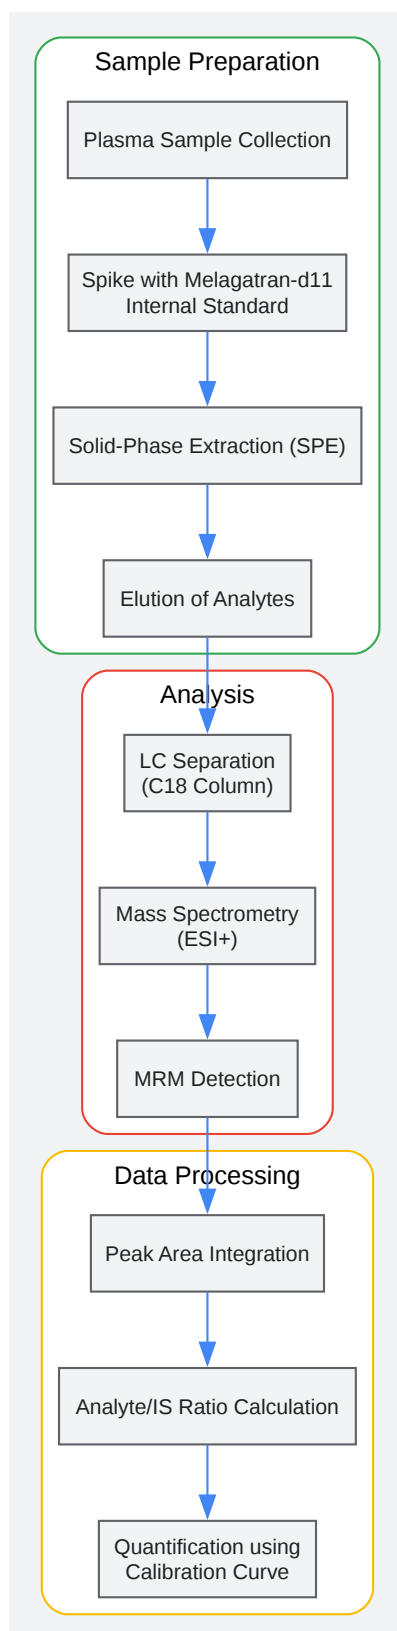 Sample Preparation
Plasma Sample Collection
Spike with Melagatran-d11
Internal Standard
Solid-Phase Extraction (SPE)
Elution of Analytes
Analysis
LC Separation
(C18 Column)
Mass Spectrometry
(ESI+)
MRM Detection
Data Processing
Peak Area Integration
Analyte/IS Ratio Calculation
Quantification using
Calibration Curve